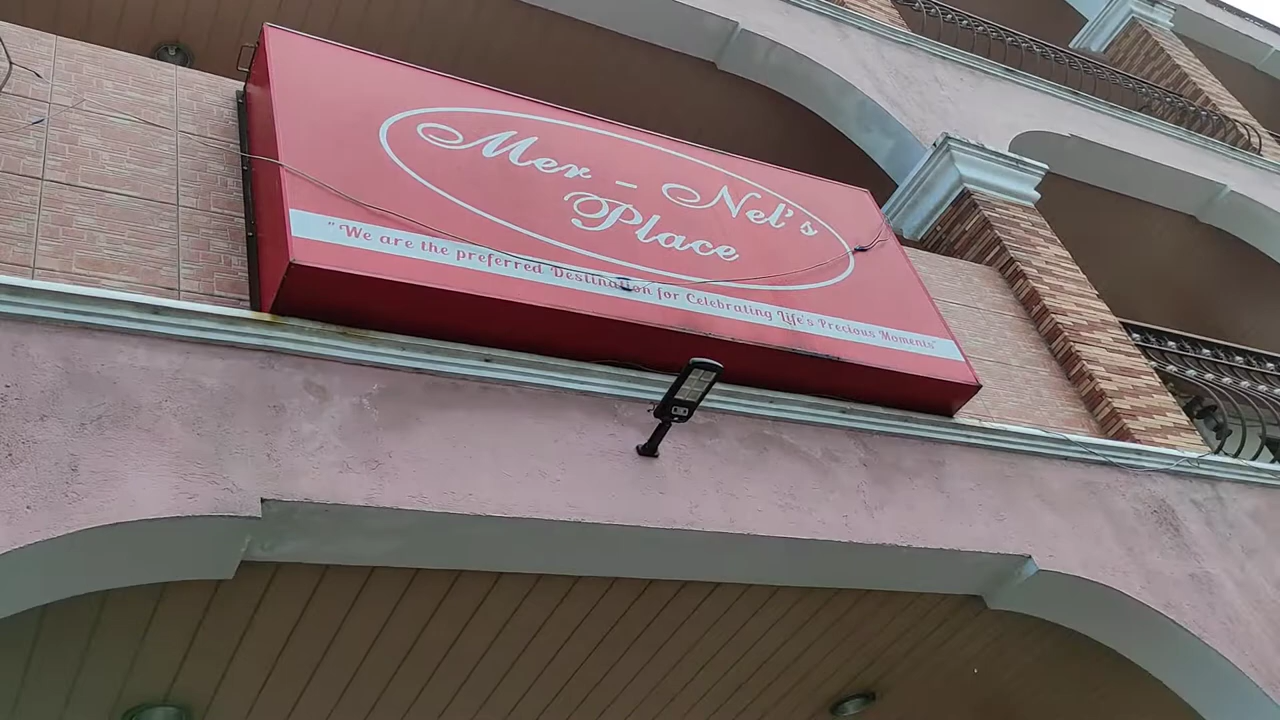 Mer - Nel's
Place
"We are the preferred Destination for Celebrating Life's Precious Moments"